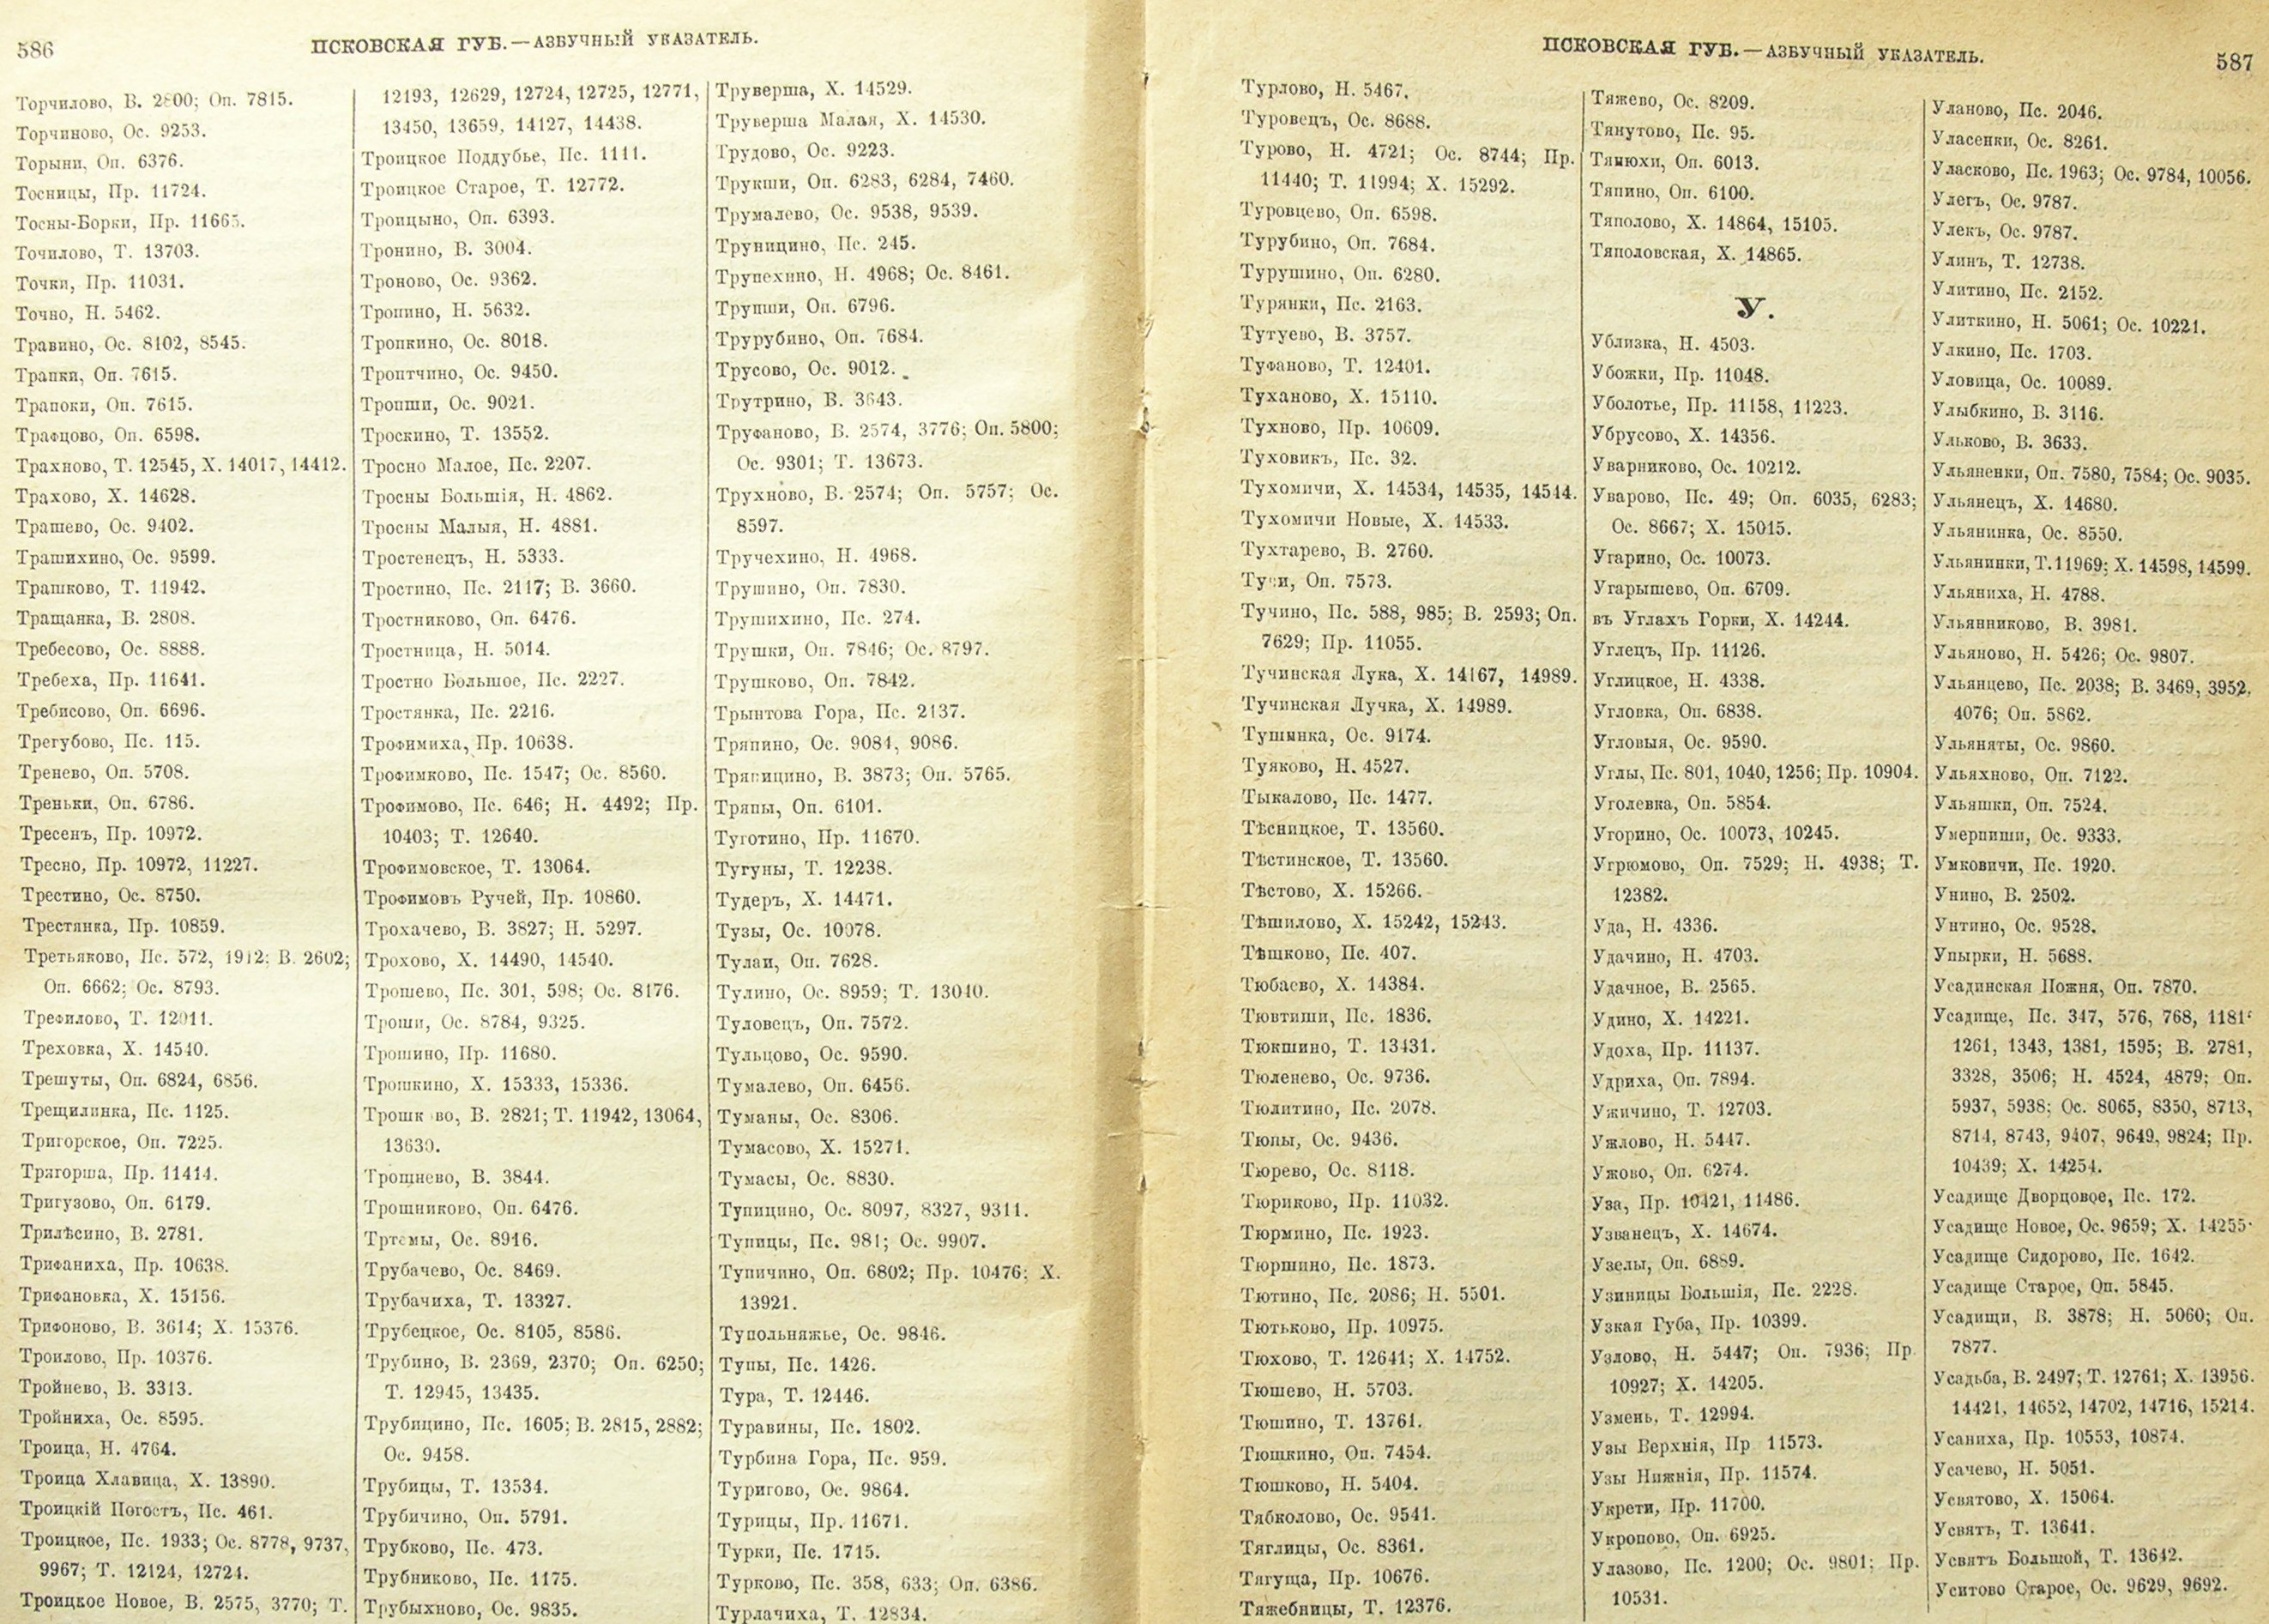 586
ПСКОВСКАЯ ГУБ.—АЗБУЧНЫЙ УКАЗАТЕЛЬ.
Торчилово, В. 2800; Оп. 7815.
Торчиново, Ос. 9253.
Торыни, Оп. 6376.
Тосницы, Пр. 11724.
Тосны-Борки, Пр. 11665.
Точилово, Т. 13703.
Точки, Пр. 11031.
Точно, Н. 5462.
Травино, Ос. 8102, 8545.
Трапки, Оп. 7615.
Трапоки, Оп. 7615.
Трафцово, Оп. 6598.
Трахново, Т. 12545, Х. 14017, 14412.
Трахово, Х. 14628.
Трашево, Ос. 9402.
Трашихино, Ос. 9599.
Трашково, Т. 11942.
Тращанка, В. 2808.
Требесово, Ос. 8888.
Требеха, Пр. 11641.
Требисово, Оп. 6696.
Трегубово, Пс. 115.
Тренево, Оп. 5708.
Треньки, Оп. 6786.
Тресенъ, Пр. 10972.
Тресно, Пр. 10972, 11227.
Трестино, Ос. 8750.
Трестянка, Пр. 10859.
Третьяково, Пс. 572, 1912; В. 2602;
Оп. 6662; Ос. 8793.
Трефилово, Т. 12011.
Треховка, Х. 14540.
Трешуты, Оп. 6824, 6856.
Трещилинка, Пс. 1125.
Тригорское, Оп. 7225.
Трягорша, Пр. 11414.
Тригузово, Оп. 6179.
Трилѣсино, В. 2781.
Трифаниха, Пр. 10638.
Трифановка, Х. 15156.
Трифоново, В. 3614; Х. 15376.
Троилово, Пр. 10376.
Тройнево, В. 3313.
Тройниха, Ос. 8595.
Троица, Н. 4764.
Троица Хлавица, Х. 13890.
Троицкій Погостъ, Пс. 461.
Троицкое, Пс. 1933; Ос. 8778, 9737,
9967; Т. 12124, 12724.
Троицкое Новое, В. 2575, 3770; Т.
12193, 12629, 12724, 12725, 12771,
13450, 13659, 14127, 14438.
Троицкое Поддубье, Пс. 1111.
Троицкое Старое, Т. 12772.
Троицыно, Оп. 6393.
Тронино, В. 3004.
Троново, Ос. 9362.
Тропино, Н. 5632.
Тропкино, Ос. 8018.
Троптчино, Ос. 9450.
Тропши, Ос. 9021.
Троскино, Т. 13552.
Тросно Малое, Пс. 2207.
Тросны Большія, Н. 4862.
Тросны Малыя, Н. 4881.
Тростенецъ, Н. 5333.
Тростино, Пс. 2117; В. 3660.
Тростниково, Оп. 6476.
Тростница, Н. 5014.
Тростно Большое, Пс. 2227.
Тростянка, Пс. 2216.
Трофимиха, Пр. 10638.
Трофимково, Пс. 1547; Ос. 8560.
Трофимово, Пс. 646; Н. 4492; Пр.
10403; Т. 12640.
Трофимовское, Т. 13064.
Трофимовъ Ручей, Пр. 10860.
Трохачево, В. 3827; Н. 5297.
Трохово, Х. 14490, 14540.
Трошево, Пс. 301, 598; Ос. 8176.
Троши, Ос. 8784, 9325.
Трошино, Пр. 11680.
Трошкино, Х. 15333, 15336.
Трошк во, В. 2821; Т. 11942, 13064,
13630.
Трошнево, В. 3844.
Трошниково, Оп. 6476.
Тртемы, Ос. 8916.
Трубачево, Ос. 8469.
Трубачиха, Т. 13327.
Трубецкое, Ос. 8105, 8586.
Трубино, В. 2369, 2370; Оп. 6250;
Т. 12945, 13435.
Трубицино, Пс. 1605; В. 2815, 2882;
Ос. 9458.
Трубицы, Т. 13534.
Трубичино, Оп. 5791.
Трубково, Пс. 473.
Трубниково, Пс. 1175.
Трубыхново, Ос. 9835.
Труверша, Х. 14529.
Труверша Малая, Х. 14530.
Трудово, Ос. 9223.
Трукши, Оп. 6283, 6284, 7460.
Трумалево, Ос. 9538, 9539.
Труницино, Пс. 245.
Трупехино, Н. 4968; Ос. 8461.
Трупши, Оп. 6796.
Трурубино, Оп. 7684.
Трусово, Ос. 9012.
Трутрино, В. 3643.
Труфаново, В. 2574, 3776; Оп. 5800;
Ос. 9301; Т. 13673.
Трухново, В. 2574; Оп. 5757; Ос.
8597.
Тручехино, Н. 4968.
Трушино, Оп. 7830.
Трушихино, Пс. 274.
Трушки, Оп. 7846; Ос. 8797.
Трушково, Оп. 7842.
Трынтова Гора, Пс. 2137.
Тряпино, Ос. 9084, 9086.
Тряпицино, В. 3873; Оп. 5765.
Тряпы, Оп. 6101.
Туготино, Пр. 11670.
Тугуны, Т. 12238.
Тудеръ, Х. 14471.
Тузы, Ос. 10078.
Тулаи, Оп. 7628.
Тулино, Ос. 8959; Т. 13040.
Туловецъ, Оп. 7572.
Тульцово, Ос. 9590.
Тумалево, Оп. 6456.
Туманы, Ос. 8306.
Тумасово, Х. 15271.
Тумасы, Ос. 8830.
Тупицино, Ос. 8097, 8327, 9311.
Тупицы, Пс. 981; Ос. 9907.
Тупичино, Оп. 6802; Пр. 10476; Х.
13921.
Тупольняжье, Ос. 9846.
Тупы, Пс. 1426.
Тура, Т. 12446.
Туравины, Пс. 1802.
Турбина Гора, Пс. 959.
Туригово, Ос. 9864.
Турицы, Пр. 11671.
Турки, Пс. 1715.
Турково, Пс. 358, 633; Оп. 6386.
Турлачиха, Т. 12834.
ПСКОВСКАЯ ГУБ.—АЗБУЧНЫЙ УКАЗАТЕЛЬ.
587
Турлово, Н. 5467.
Туровецъ, Ос. 8688.
Турово, Н. 4721; Ос. 8744; Пр.
11440; Т. 11994; Х. 15292.
Туровцево, Оп. 6598.
Турубино, Оп. 7684.
Турушино, Оп. 6280.
Турянки, Пс. 2163.
Тутуево, В. 3757.
Туфаново, Т. 12401.
Туханово, Х. 15110.
Тухново, Пр. 10609.
Туховикъ, Пс. 32.
Тухомичи, Х. 14534, 14535, 14544.
Тухомичи Новые, Х. 14533.
Тухтарево, В. 2760.
Оп. 7573.
Тучино, Пс. 588, 985; В. 2593; Оп.
7629; Пр. 11055.
Тучинская Лука, Х. 14167, 14989.
Тучинская Лучка, Х. 14989.
Тушинка, Ос. 9174.
Туяково, Н. 4527.
Тыкалово, Пс. 1477.
Тѣсницкое, Т. 13560.
Тѣстинское, Т. 13560.
Тѣстово, Х. 15266.
Тѣшилово, Х. 15242, 15243.
Тѣшково, Пс. 407.
Тюбаево, Х. 14384.
Тювтиши, Пс. 1836.
Тюкшино, Т. 13431.
Тюленево, Ос. 9736.
Тюлитино, Пс. 2078.
Тюпы, Ос. 9436.
Тюрево, Ос. 8118.
Тюриково, Пр. 11032.
Тюрмино, Пс. 1923.
Тюршино, Пс. 1873.
Тютино, Пс. 2086; Н. 5501.
Тютьково, Пр. 10975.
Тюхово, Т. 12641; Х. 14752.
Тюшево, Н. 5703.
Тюшино, Т. 13761.
Тюшкино, Оп. 7454.
Тюшково, Н. 5404.
Тябколово, Ос. 9541.
Тяглицы, Ос. 8361.
Тягуща, Пр. 10676.
Тяжебницы, Т. 12376.
Тяжево, Ос. 8209.
Тянутово, Пс. 95.
Тянюхи, Оп. 6013.
Тяпино, Оп. 6100.
Тяполово, Х. 14864, 15105.
Тяполовская, Х. 14865.
У.
Ублизка, Н. 4503.
Убожки, Пр. 11048.
Уболотье, Пр. 11158, 11223.
Убрусово, Х. 14356.
Уварниково, Ос. 10212.
Уварово, Пс. 49; Оп. 6035, 6283;
Ос. 8667; Х. 15015.
Угарино, Ос. 10073.
Угарышево, Оп. 6709.
въ Углахъ Горки, Х. 14244.
Углецъ, Пр. 11126.
Углицкое, Н. 4338.
Угловка, Оп. 6838.
Угловыя, Ос. 9590.
Углы, Пс. 801, 1040, 1256; Пр. 10904.
Уголевка, Оп. 5854.
Угорино, Ос. 10073, 10245.
Угрюмово, Оп. 7529; Н. 4938; Т.
12382.
Уда, Н. 4336.
Удачино, Н. 4703.
Удачное, В. 2565.
Удино, Х. 14221.
Удоха, Пр. 11137.
Удриха, Оп. 7894.
Ужичино, Т. 12703.
Ужлово, Н. 5447.
Ужово, Оп. 6274.
Уза, Пр. 10421, 11486.
Узванецъ, Х. 14674.
Узелы, Оп. 6889.
Узиницы Большія, Пс. 2228.
Узкая Губа, Пр. 10399.
Узлово, Н. 5447; Оп. 7936; Пр.
10927; Х. 14205.
Узмень, Т. 12994.
Узы Верхнія, Пр 11573.
Узы Нижнія, Пр. 11574.
Укрети, Пр. 11700.
Укропово, Оп. 6925.
Улазово, Пс. 1200; Ос. 9801; Пр.
10531.
Уланово, Пс. 2046.
Уласенки, Ос. 8261.
Уласково, Пс. 1963; Ос. 9784, 10056.
Улегъ, Ос. 9787.
Улекъ, Ос. 9787.
Улинъ, Т. 12738.
Улитино, Пс. 2152.
Улиткино, Н. 5061; Ос. 10221.
Улкино, Пс. 1703.
Уловица, Ос. 10089.
Улыбкино, В. 3116.
Ульково, В. 3633.
Ульяненки, Оп. 7580, 7584; Ос. 9035.
Ульянецъ, Х. 14680.
Ульянинка, Ос. 8550.
Ульянинки, Т. 11969; Х. 14598, 14599.
Ульяниха, Н. 4788.
Ульянниково, В. 3981.
Ульяново, Н. 5426; Ос. 9807.
Ульянцево, Пс. 2038; В. 3469, 3952,
4076; Оп. 5862.
Ульяняты, Ос. 9860.
Ульяхново, Оп. 7122.
Ульяшки, Оп. 7524.
Умерпиши, Ос. 9333.
Умковичи, Пс. 1920.
Унино, В. 2502.
Унтино, Ос. 9528.
Упырки, Н. 5688.
Усадинская Пожня, Оп. 7870.
Усадище, Пс. 347, 576, 768, 1181
1261, 1343, 1381, 1595; В. 2781,
3328, 3506; Н. 4524, 4879; Оп.
5937, 5938; Ос. 8065, 8350, 8713,
8714, 8743, 9407, 9649, 9824; Пр.
10439; Х. 14254.
Усадище Дворцовое, Пс. 172.
Усадище Новое, Ос. 9659; Х. 14255.
Усадище Сидорово, Пс. 1642.
Усадище Старое, Оп. 5845.
Усадищи, В. 3878; Н. 5060; Оп.
7877.
Усадьба, В. 2497; Т. 12761; Х. 13956.
14421, 14652, 14702, 14716, 15214.
Усаниха, Пр. 10553, 10874.
Усачево, Н. 5051.
Усвятово, Х. 15064.
Усвятъ, Т. 13641.
Усвятъ Большой, Т. 13642.
Уситово Старое, Ос. 9629, 9692.